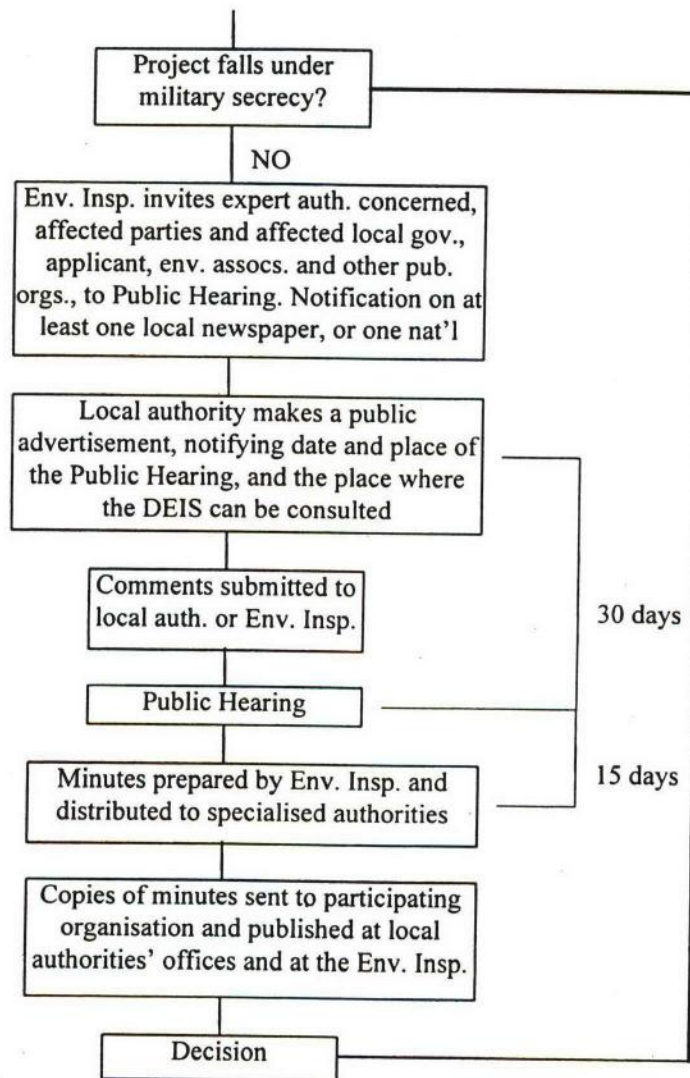 Project falls under
military secrecy?
NO
Env. Insp. invites expert auth. concerned,
affected parties and affected local gov.,
applicant, env. assocs. and other pub.
orgs., to Public Hearing. Notification on at
least one local newspaper, or one nat'l
Local authority makes a public
advertisement, notifying date and place of
the Public Hearing, and the place where
the DEIS can be consulted
Comments submitted to
local auth. or Env. Insp.
30 days
Public Hearing
Minutes prepared by Env. Insp. and
distributed to specialised authorities
15 days
Copies of minutes sent to participating
organisation and published at local
authorities' offices and at the Env. Insp.
Decision